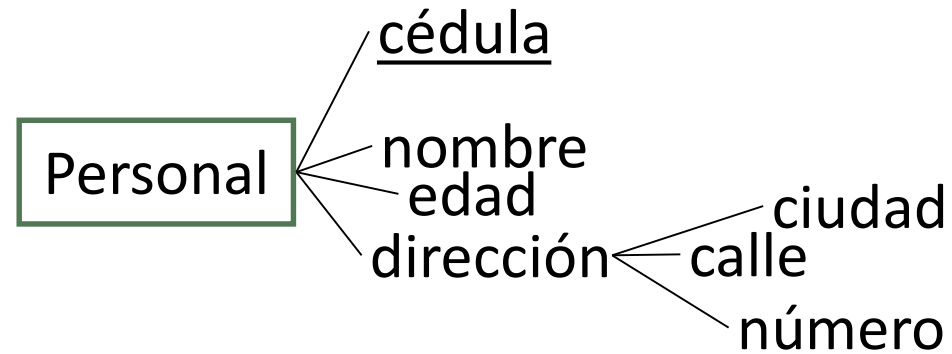 cédula
Personal
nombre
edad
dirección
ciudad
calle
número